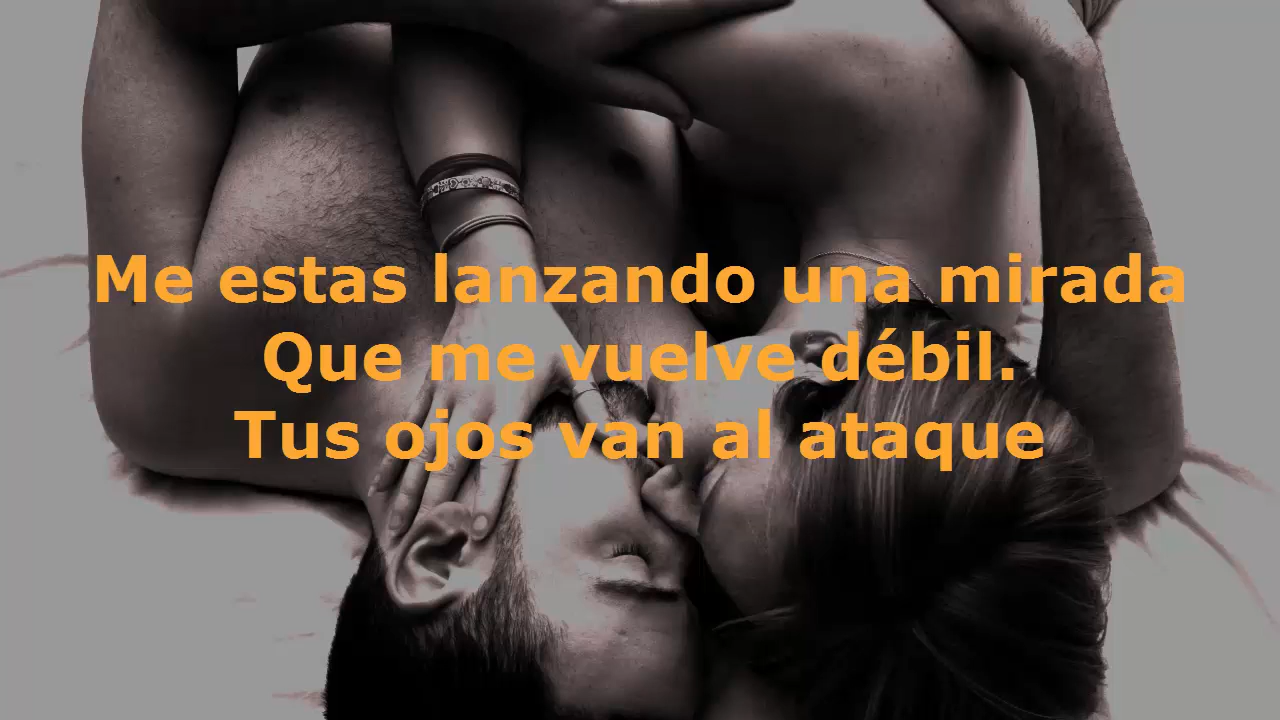 Me estas lanzando una mirada
Que me vuelve débil.
Tus ojos van al ataque